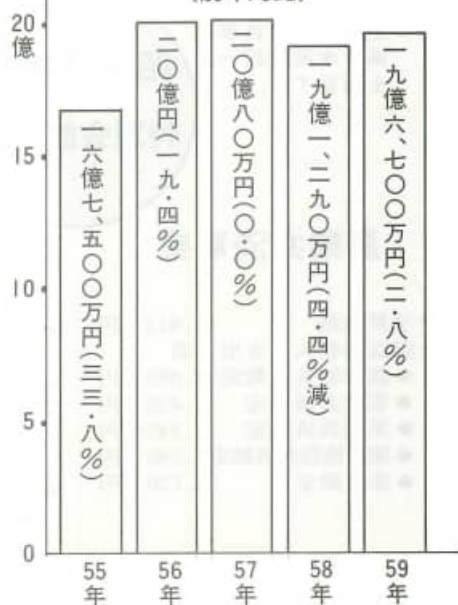 20
億
15
10
5
0
一六億七、五〇〇万円(三三・八%)
二〇億円(一九・四%)
二〇億八〇万円(〇・〇%)
一九億一、二九〇万円(四・四%減)
一九億六、七〇〇万円(二・八%)
55
年
56
年
57
年
58
年
59
年